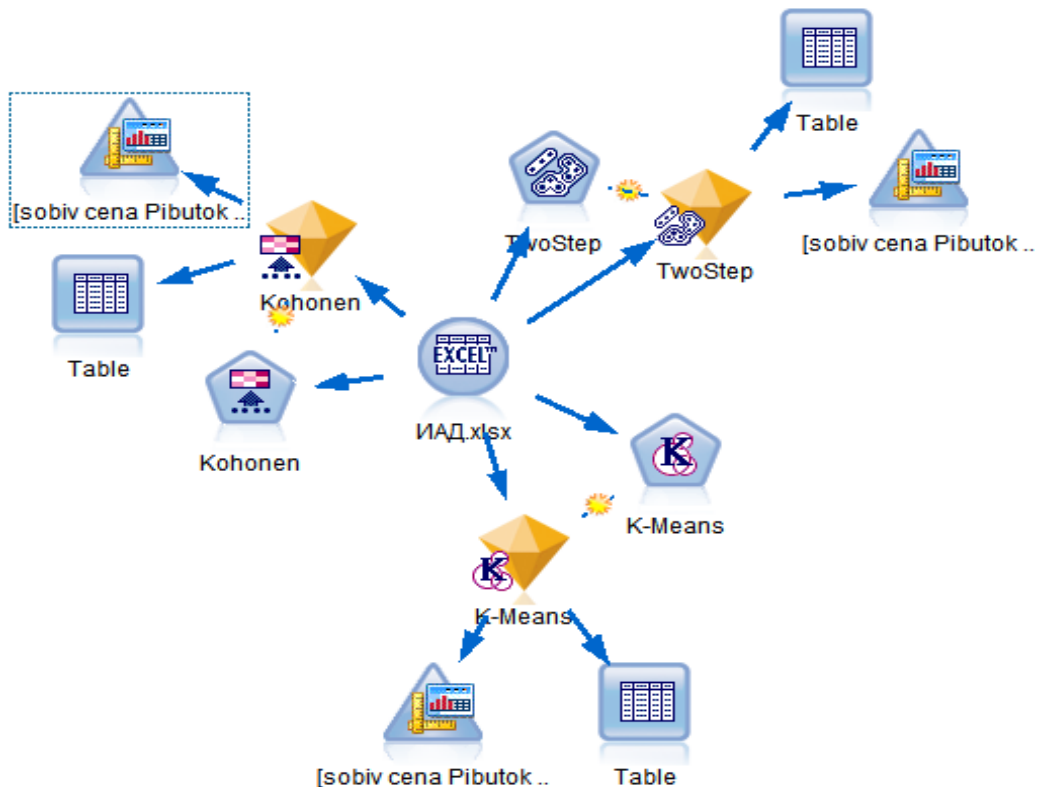 Table
[sobiv cena Pibutok ..
TwoStep
[sobiv cena Pibutok ..
TwoStep
Kohonen
Table
EXCEL™
ИАД.xlsx
Kohonen
K
K-Means
K
K-Means
[sobiv cena Pibutok ..
Table